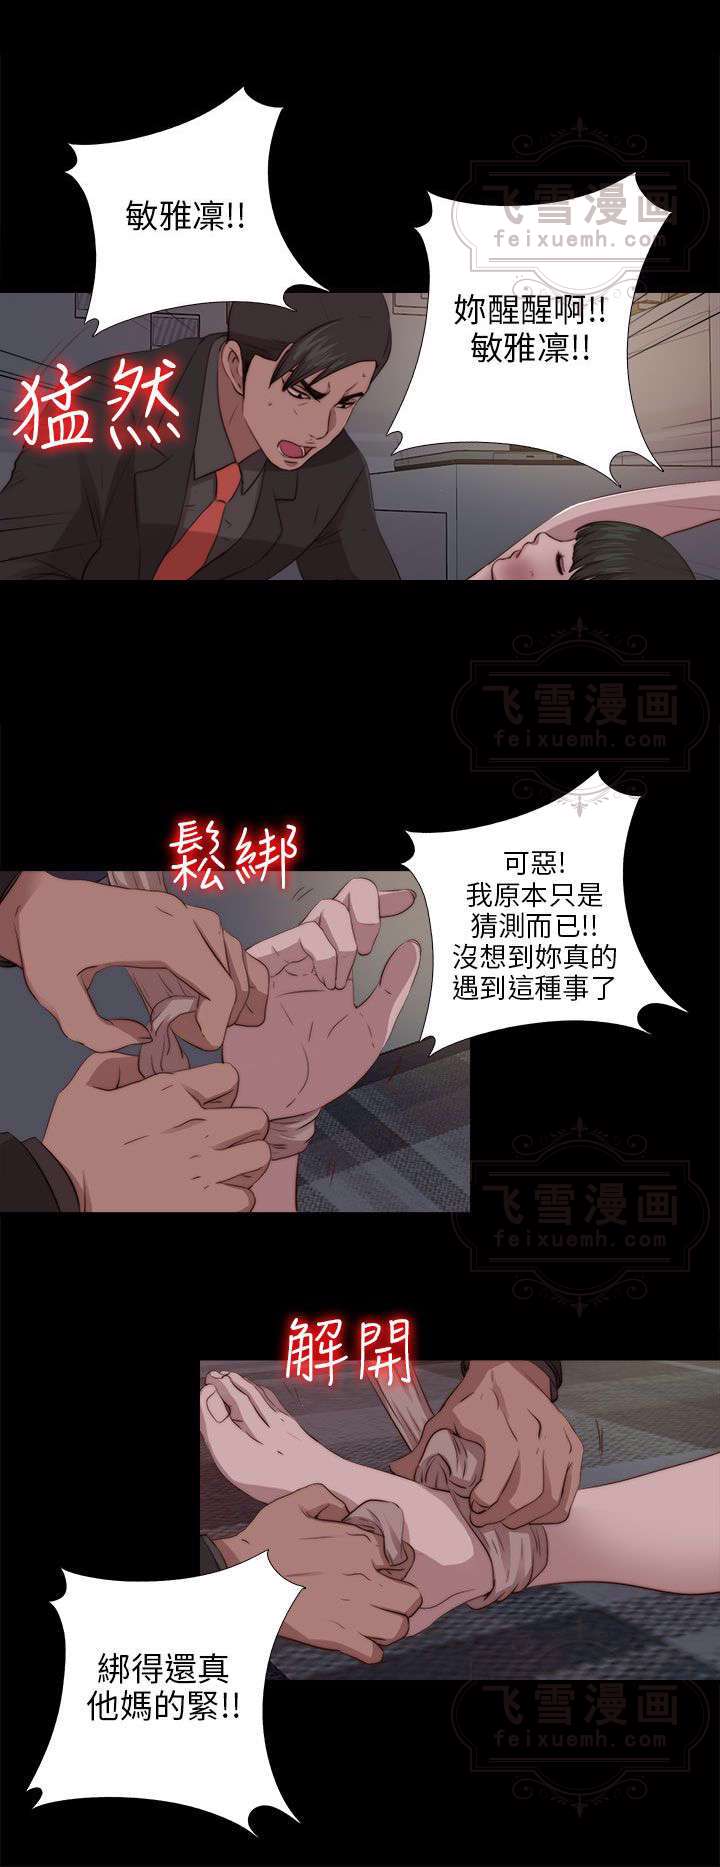 敏雅凜!!
飞雪漫画
feixuemh.com
妳醒醒啊!!
敏雅凜!!
猛然
飞雪漫画
feixuemh.com
鬆綁
可惡!
我原本只是
猜測而已!!
沒想到妳真的
遇到這種事了
飞雪漫画
feixuemh.com
解開
綁得還真
他媽的緊!!
飞雪漫画
feixuemh.com